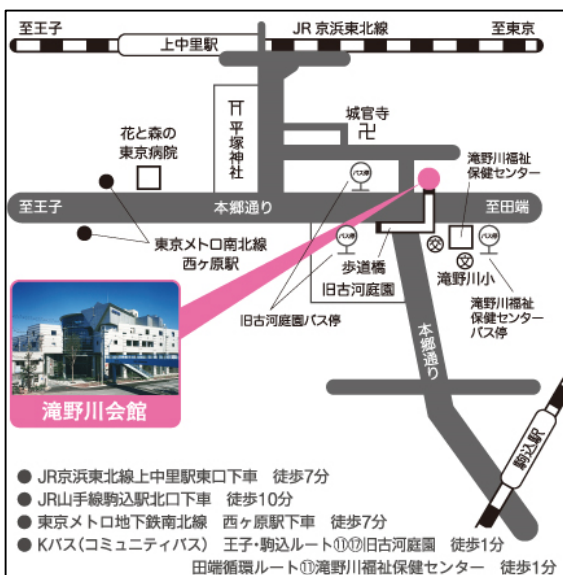 至王子
JR 京浜東北線
至東京
上中里駅
平塚神社
城官寺
花と森の
東京病院
滝野川福祉
保健センター
バス停
至王子
本郷通り
至田端
東京メトロ南北線
西ヶ原駅
バス停
歩道橋
文
文
バス停
滝野川小
旧古河庭園
旧古河庭園バス停
滝野川福祉
保健センター
バス停
本郷通り
滝野川会館
駒込駅
● JR京浜東北線上中里駅東口下車 徒歩7分
● JR山手線駒込駅北口下車 徒歩10分
● 東京メトロ地下鉄南北線 西ヶ原駅下車 徒歩7分
● Kバス(コミュニティバス) 王子・駒込ルート⑪⑫旧古河庭園 徒歩1分
田端循環ルート⑪滝野川福祉保健センター 徒歩1分